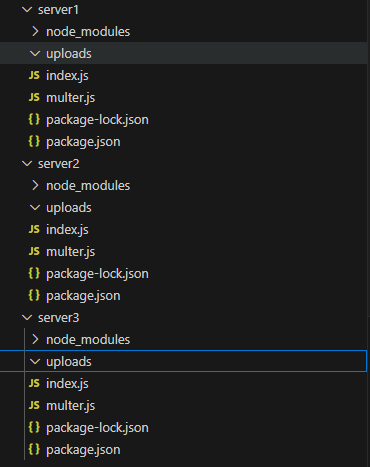 server1
node_modules
uploads
JS index.js
JS multer.js
{} package-lock.json
{} package.json
server2
node_modules
uploads
JS index.js
JS multer.js
{} package-lock.json
{} package.json
server3
node_modules
uploads
JS index.js
JS multer.js
{} package-lock.json
{} package.json